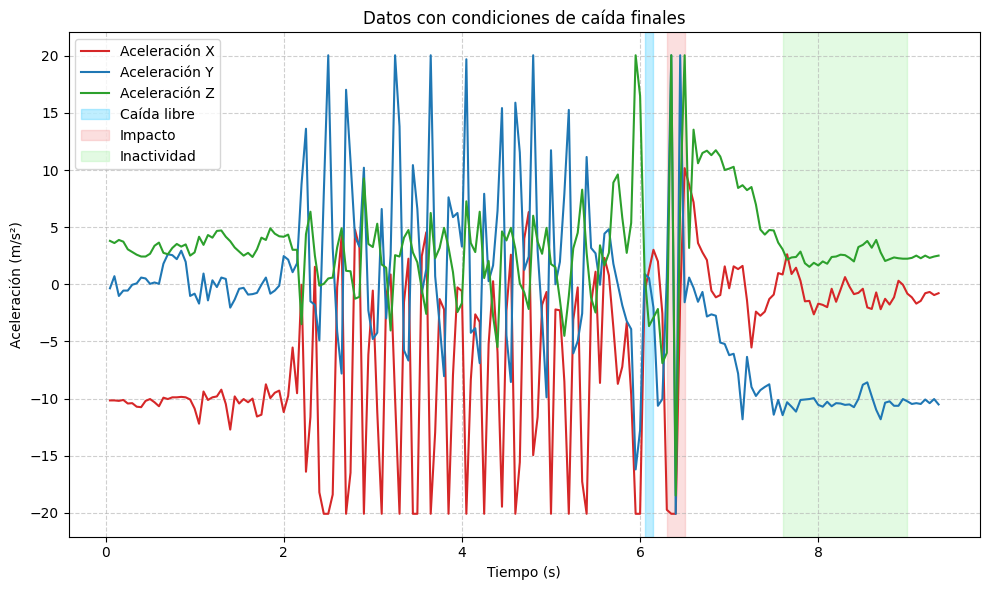 Datos con condiciones de caída finales
Aceleración X
Aceleración Y
Aceleración Z
Caída libre
Impacto
Inactividad
Aceleración (m/s²)
20
15
10
5
0
−5
−10
−15
−20
0 2 4 6 8
Tiempo (s)